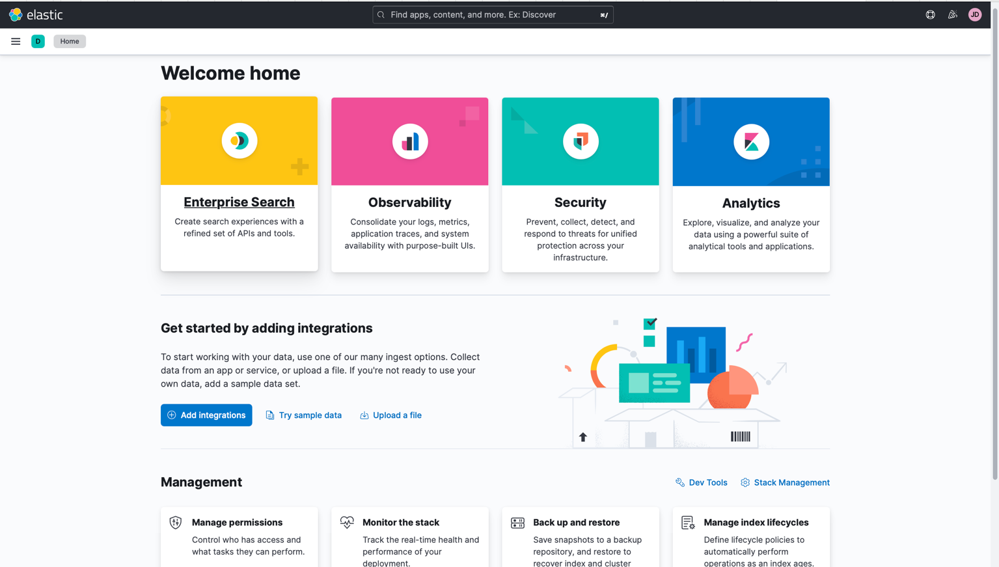 elastic
Find apps, content, and more. Ex: Discover
⌘/
JD
D
Home
Welcome home
Enterprise Search
Create search experiences with a
refined set of APIs and tools.
Observability
Consolidate your logs, metrics,
application traces, and system
availability with purpose-built UIs.
Security
Prevent, collect, detect, and
respond to threats for unified
protection across your
infrastructure.
Analytics
Explore, visualize, and analyze your
data using a powerful suite of
analytical tools and applications.
Get started by adding integrations
To start working with your data, use one of our many ingest options. Collect
data from an app or service, or upload a file. If you're not ready to use your
own data, add a sample data set.
Add integrations
Try sample data
Upload a file
Management
Dev Tools
Stack Management
Manage permissions
Control who has access and
what tasks they can perform.
Monitor the stack
Track the real-time health and
performance of your
deployment.
Back up and restore
Save snapshots to a backup
repository, and restore to
recover index and cluster
Manage index lifecycles
Define lifecycle policies to
automatically perform
operations as an index ages.